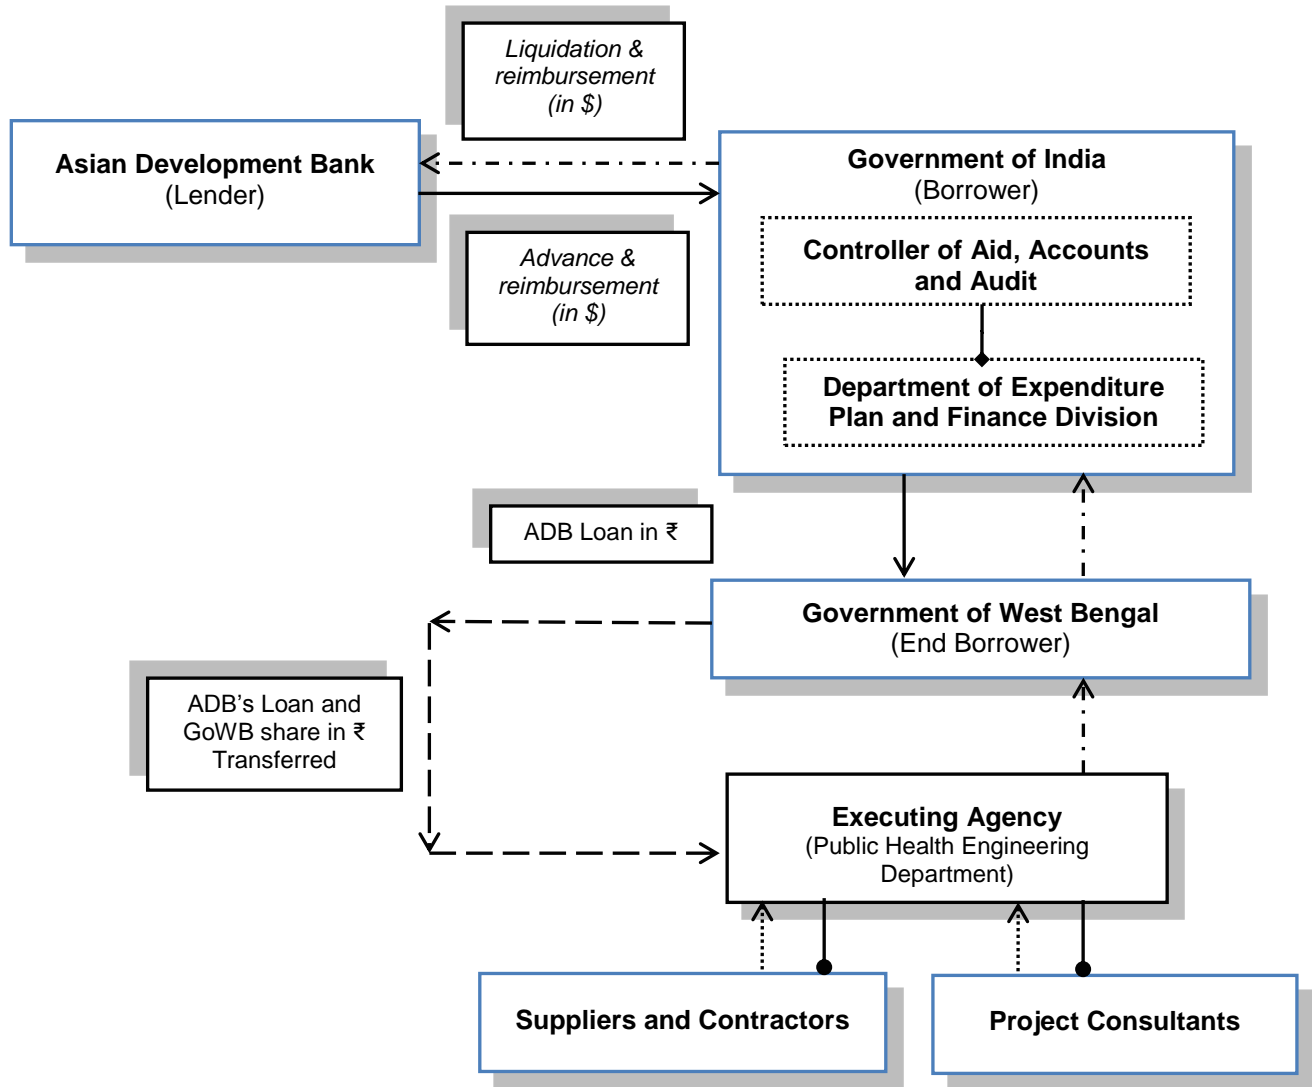 Liquidation &
reimbursement
(in $)
Asian Development Bank
(Lender)
Government of India
(Borrower)
Controller of Aid, Accounts
and Audit
Advance &
reimbursement
(in $)
Department of Expenditure
Plan and Finance Division
ADB Loan in ₹
Government of West Bengal
(End Borrower)
ADB’s Loan and
GoWB share in ₹
Transferred
Executing Agency
(Public Health Engineering
Department)
Suppliers and Contractors
Project Consultants